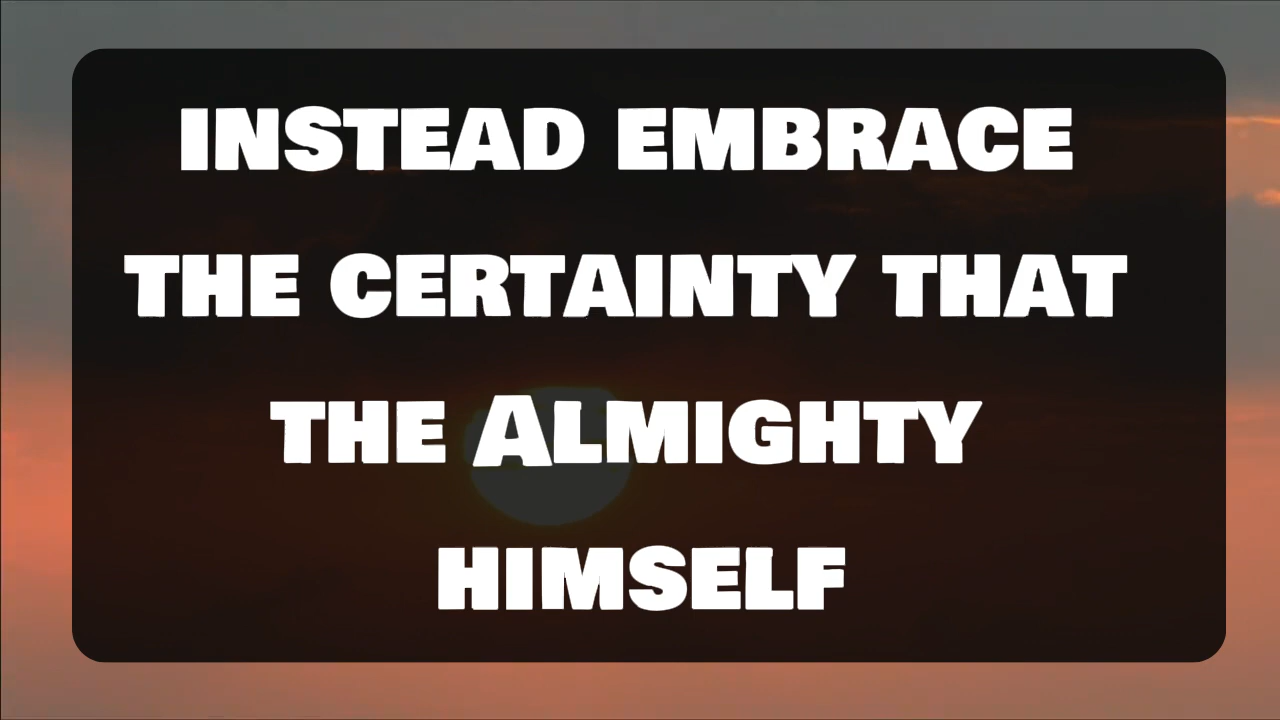 INSTEAD EMBRACE
THE CERTAINTY THAT
THE ALMIGHTY
HIMSELF